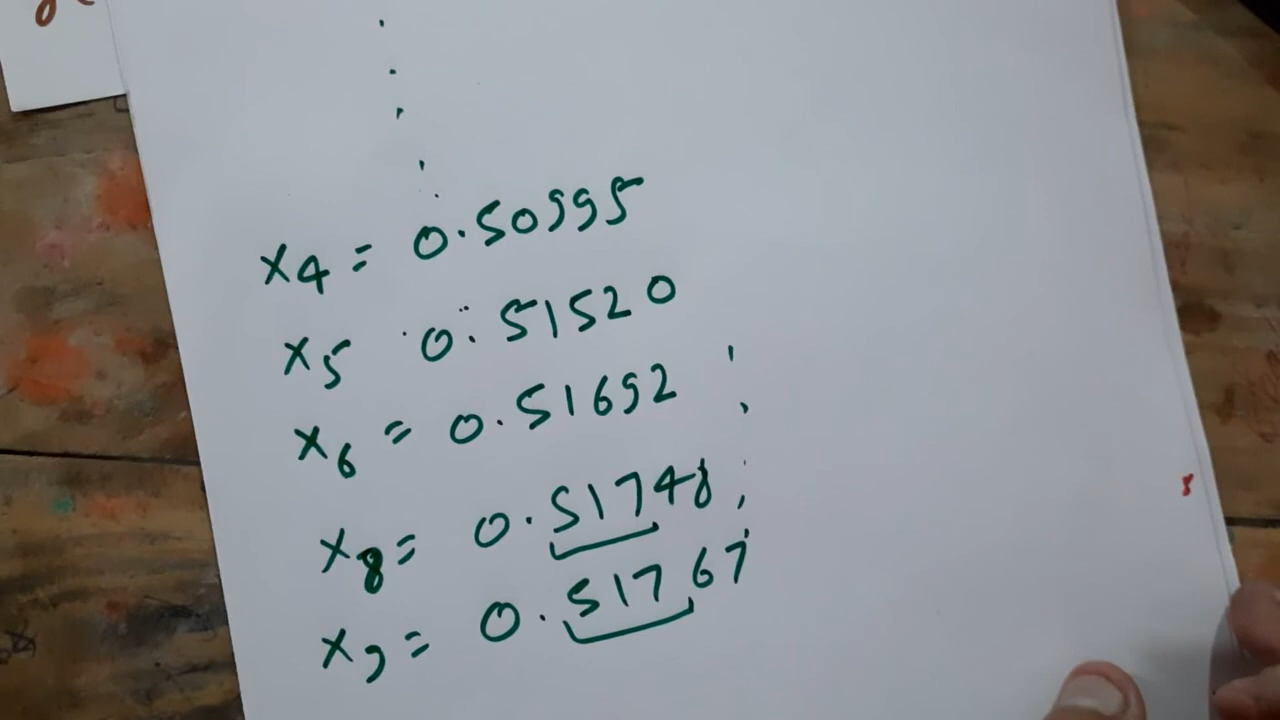 x4 = 0.50995
x5 0. 51520
x6 = 0.51692
x8 = 0.51748
x9 = 0.51767